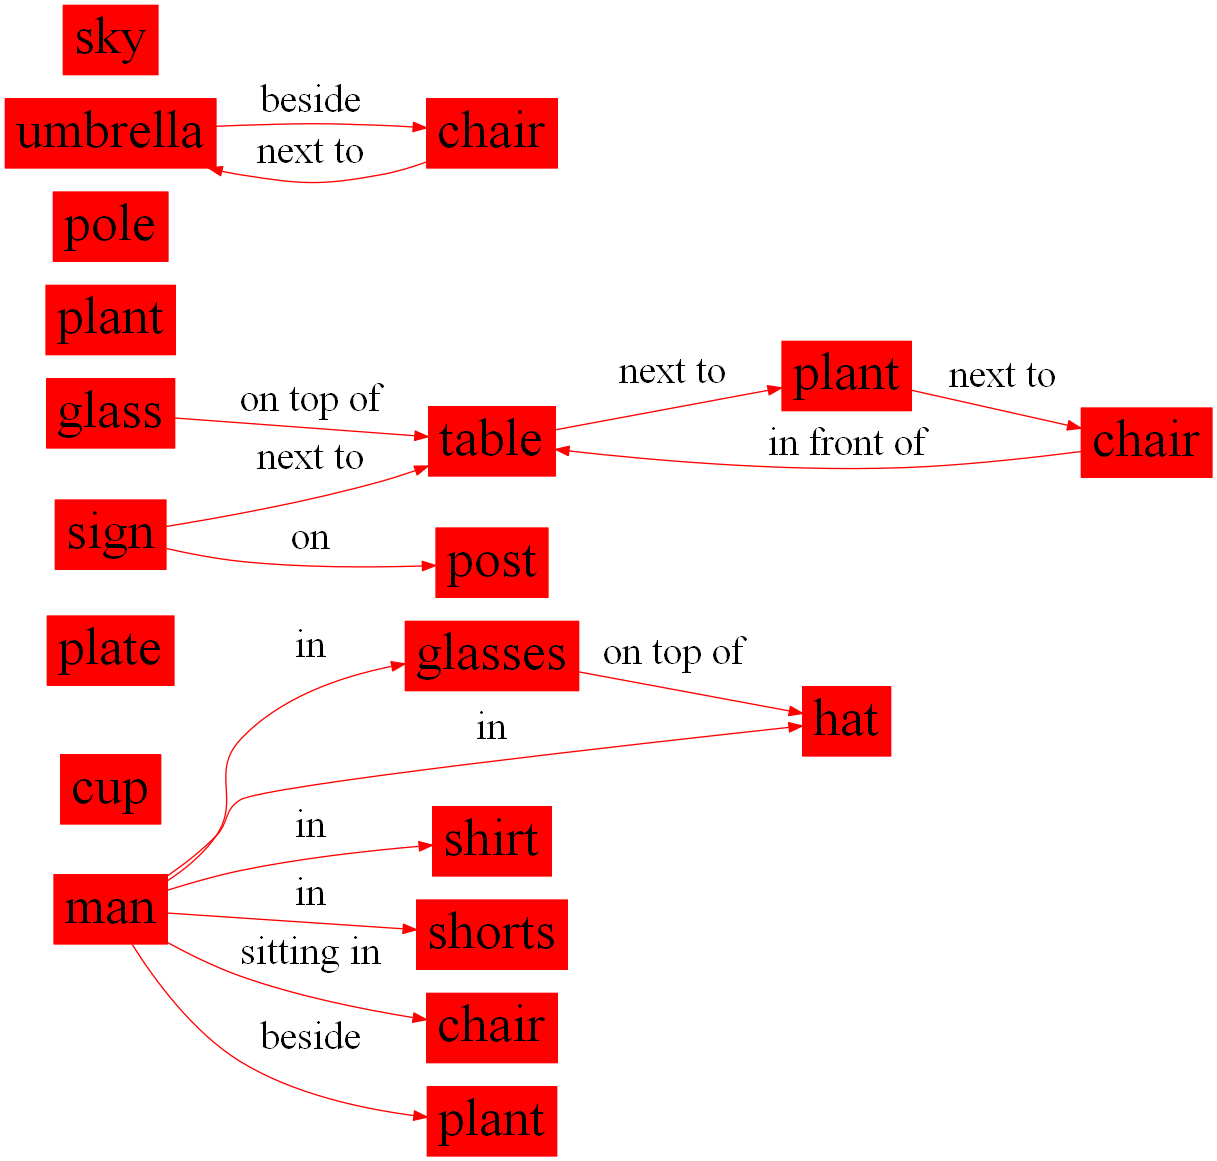 sky
umbrella
beside
next to
chair
pole
plant
glass
on top of
next to
table
next to
plant
next to
in front of
chair
sign
on
post
plate
in
glasses
on top of
in
hat
cup
in
shirt
man
in
shorts
sitting in
chair
beside
plant